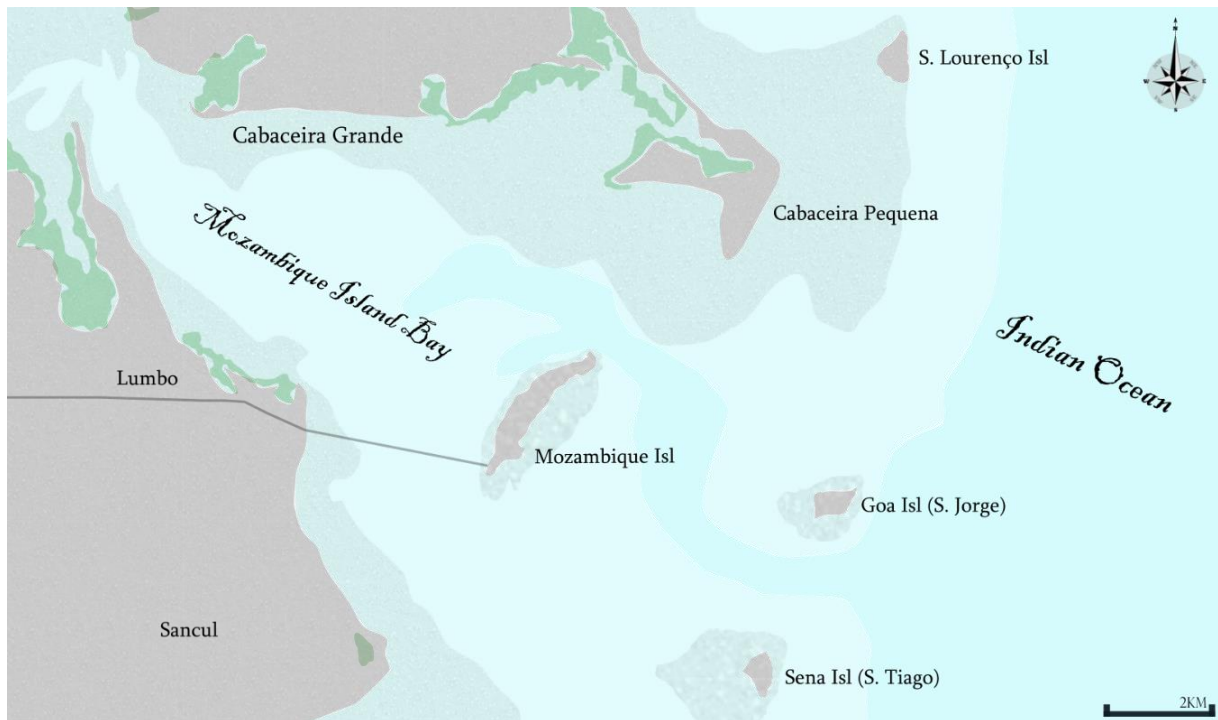 S. Lourenço Isl
N
W
E
S
Cabaceira Grande
Cabaceira Pequena
Mozambique Island Bay
Indian Ocean
Lumbo
Mozambique Isl
Goa Isl (S. Jorge)
Sancul
Sena Isl (S. Tiago)
2KM